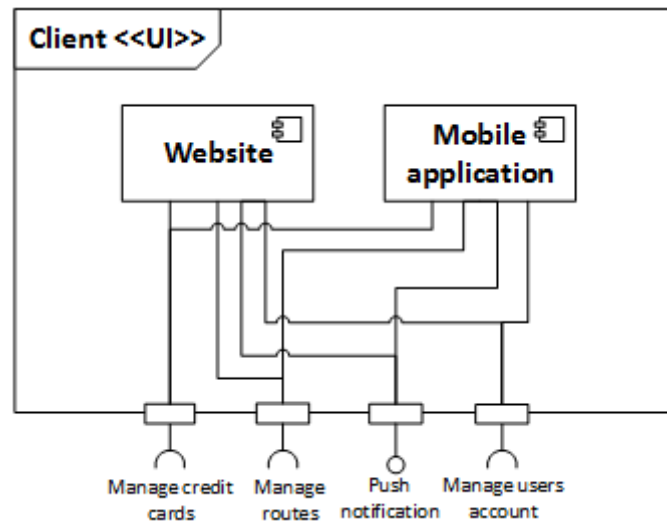 Client <<UI>>
Website
Mobile
application
Manage credit
cards
Manage
routes
Push
notification
Manage users
account